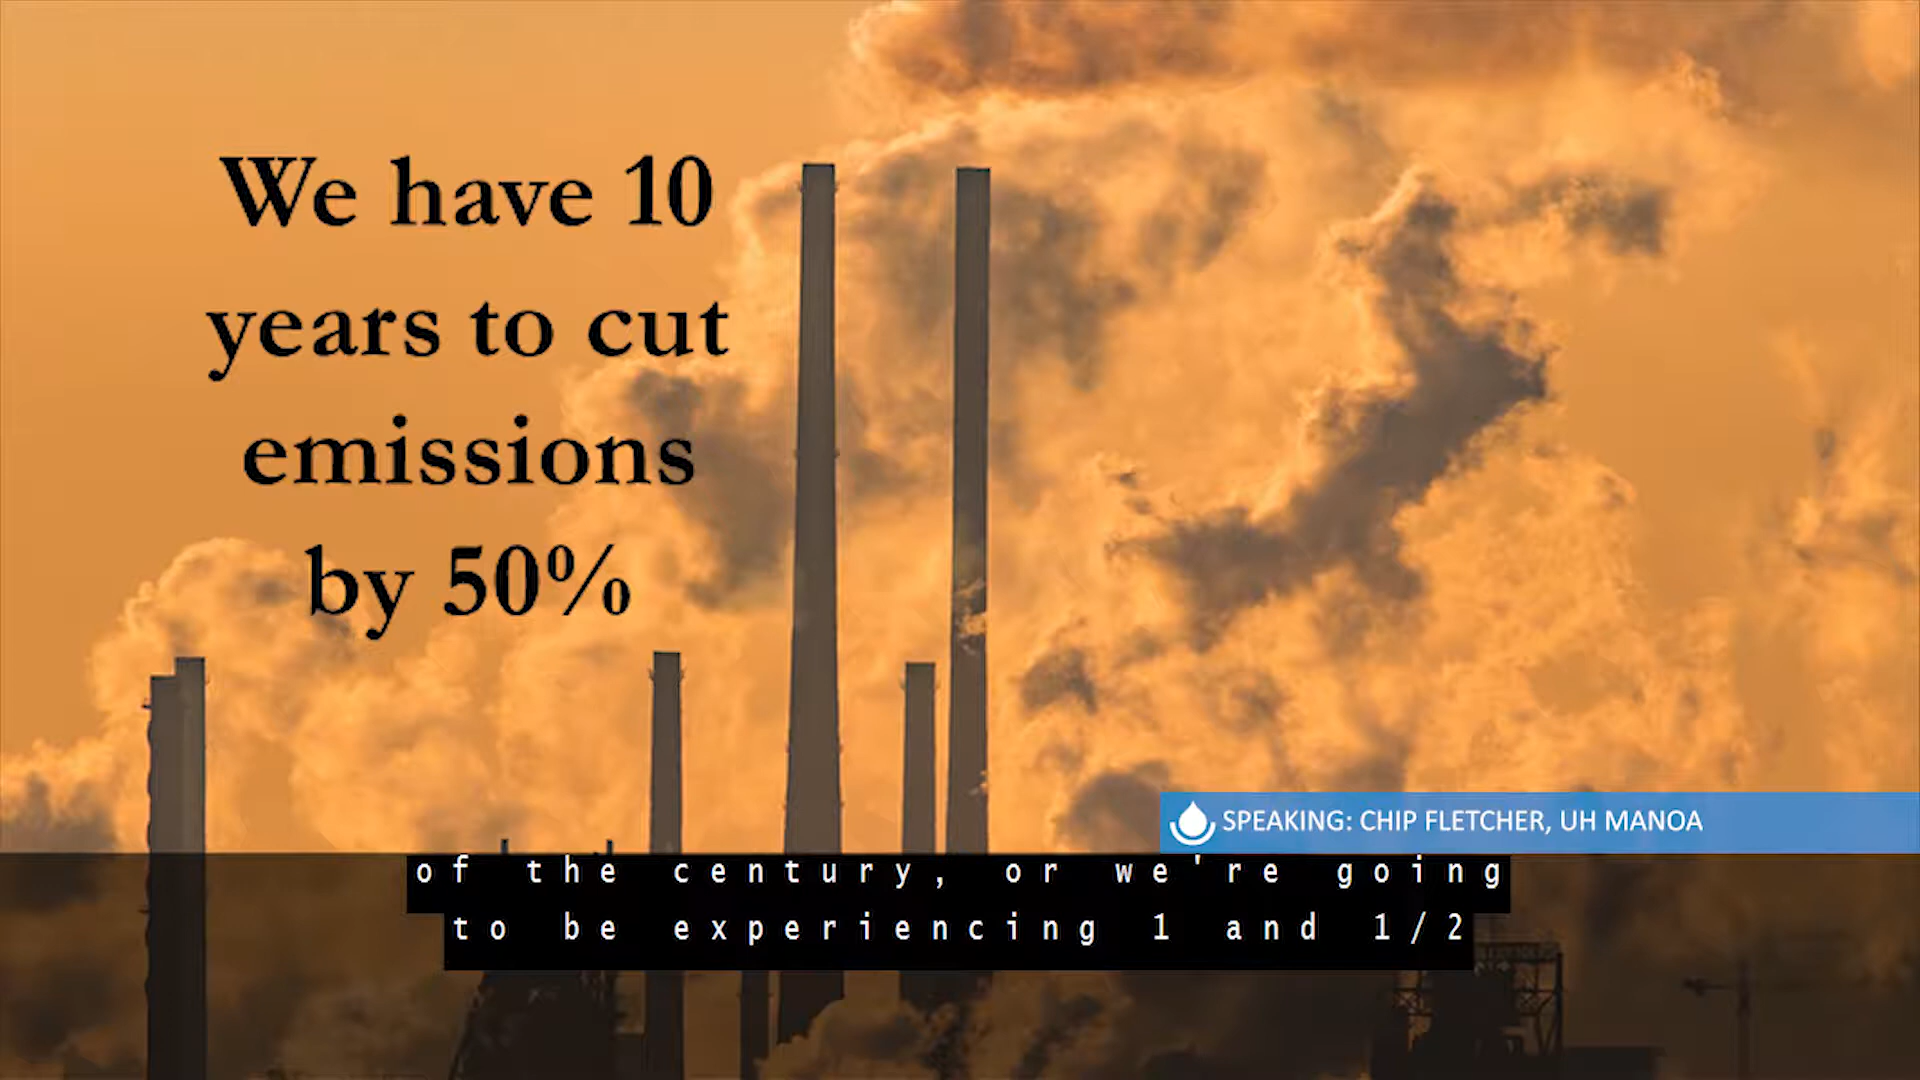 We have 10
years to cut
emissions
by 50%
SPEAKING: CHIP FLETCHER, UH MANOA
of the century, or we're going
to be experiencing 1 and 1/2